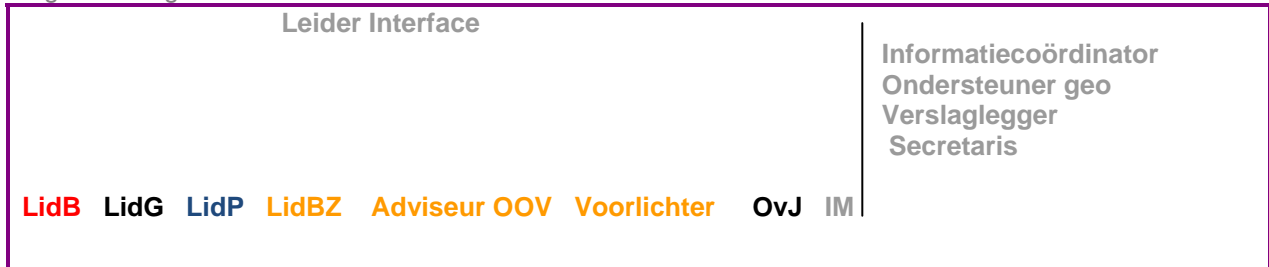 Leider Interface
Informatiecoördinator
Ondersteuner geo
Verslaglegger
Secretaris
LidB LidG LidP LidBZ Adviseur OOV Voorlichter OvJ IM